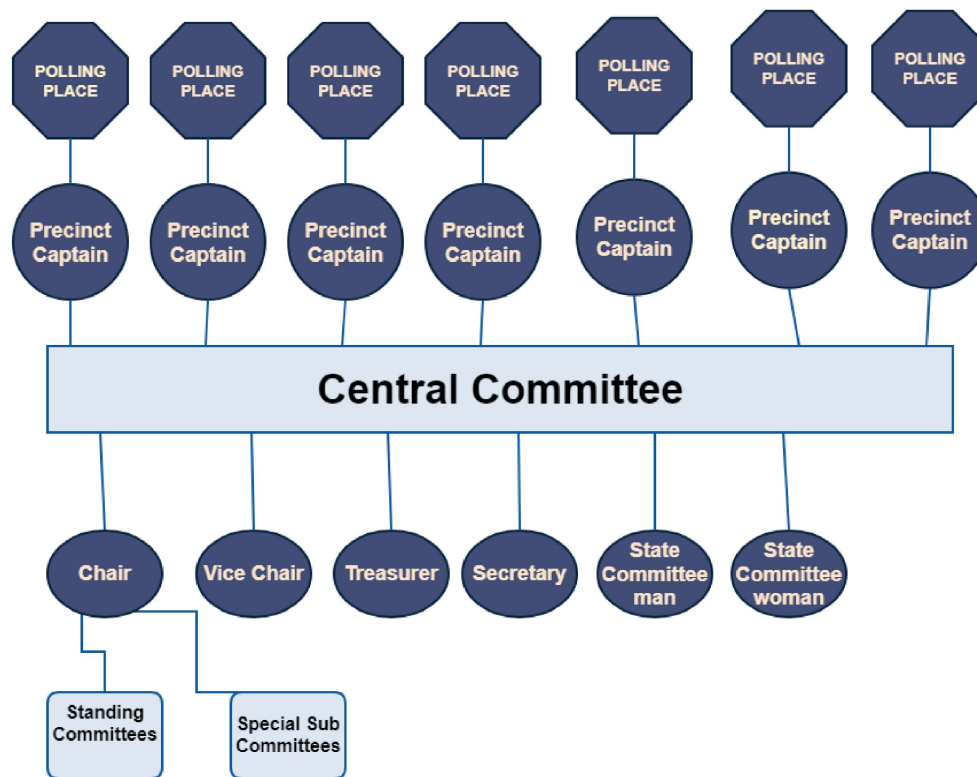 POLLING
PLACE
POLLING
PLACE
POLLING
PLACE
POLLING
PLACE
POLLING
PLACE
POLLING
PLACE
POLLING
PLACE
Precinct
Captain
Precinct
Captain
Precinct
Captain
Precinct
Captain
Precinct
Captain
Precinct
Captain
Precinct
Captain
Central Committee
Chair
Vice Chair
Treasurer
Secretary
State
Committee
man
State
Committee
woman
Standing
Committees
Special Sub
Committees